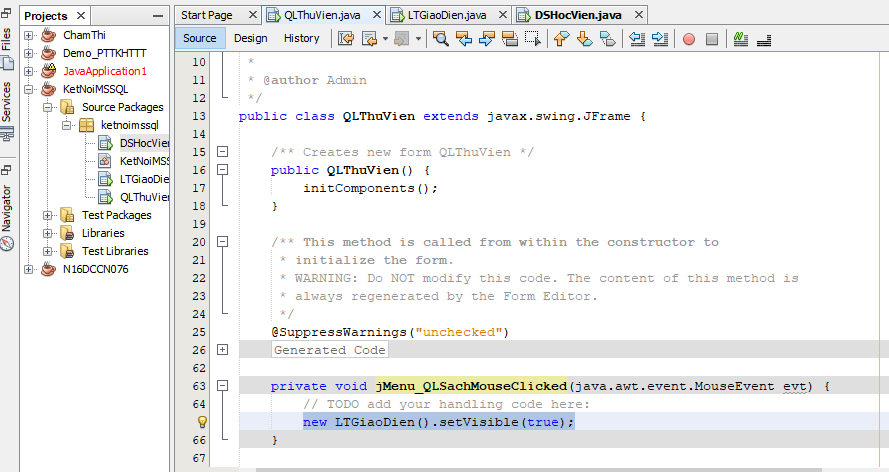 Projects
Files
Services
Navigator
ChamThi
Demo_PTTKHTTT
JavaApplication1
KetNoiMSSQL
Source Packages
ketnoimssql
DSHocVien
KetNoiMSS
LTGiaoDien
QLThuVien
Test Packages
Libraries
Test Libraries
N16DCCN076
Start Page QLThuVien.java LTGiaoDien.java DSHocVien.java
Source Design History
10 *
11 * @author Admin
12 */
13 public class QLThuVien extends javax.swing.JFrame {
14
15 /** Creates new form QLThuVien */
16 public QLThuVien() {
17 initComponents();
18 }
19
20 /** This method is called from within the constructor to
21 * initialize the form.
22 * WARNING: Do NOT modify this code. The content of this method is
23 * always regenerated by the Form Editor.
24 */
25 @SuppressWarnings("unchecked")
26 Generated Code
62
63 private void jMenu_QLSachMouseClicked(java.awt.event.MouseEvent evt) {
64 // TODO add your handling code here:
new LTGiaoDien().setVisible(true);
66 }
67